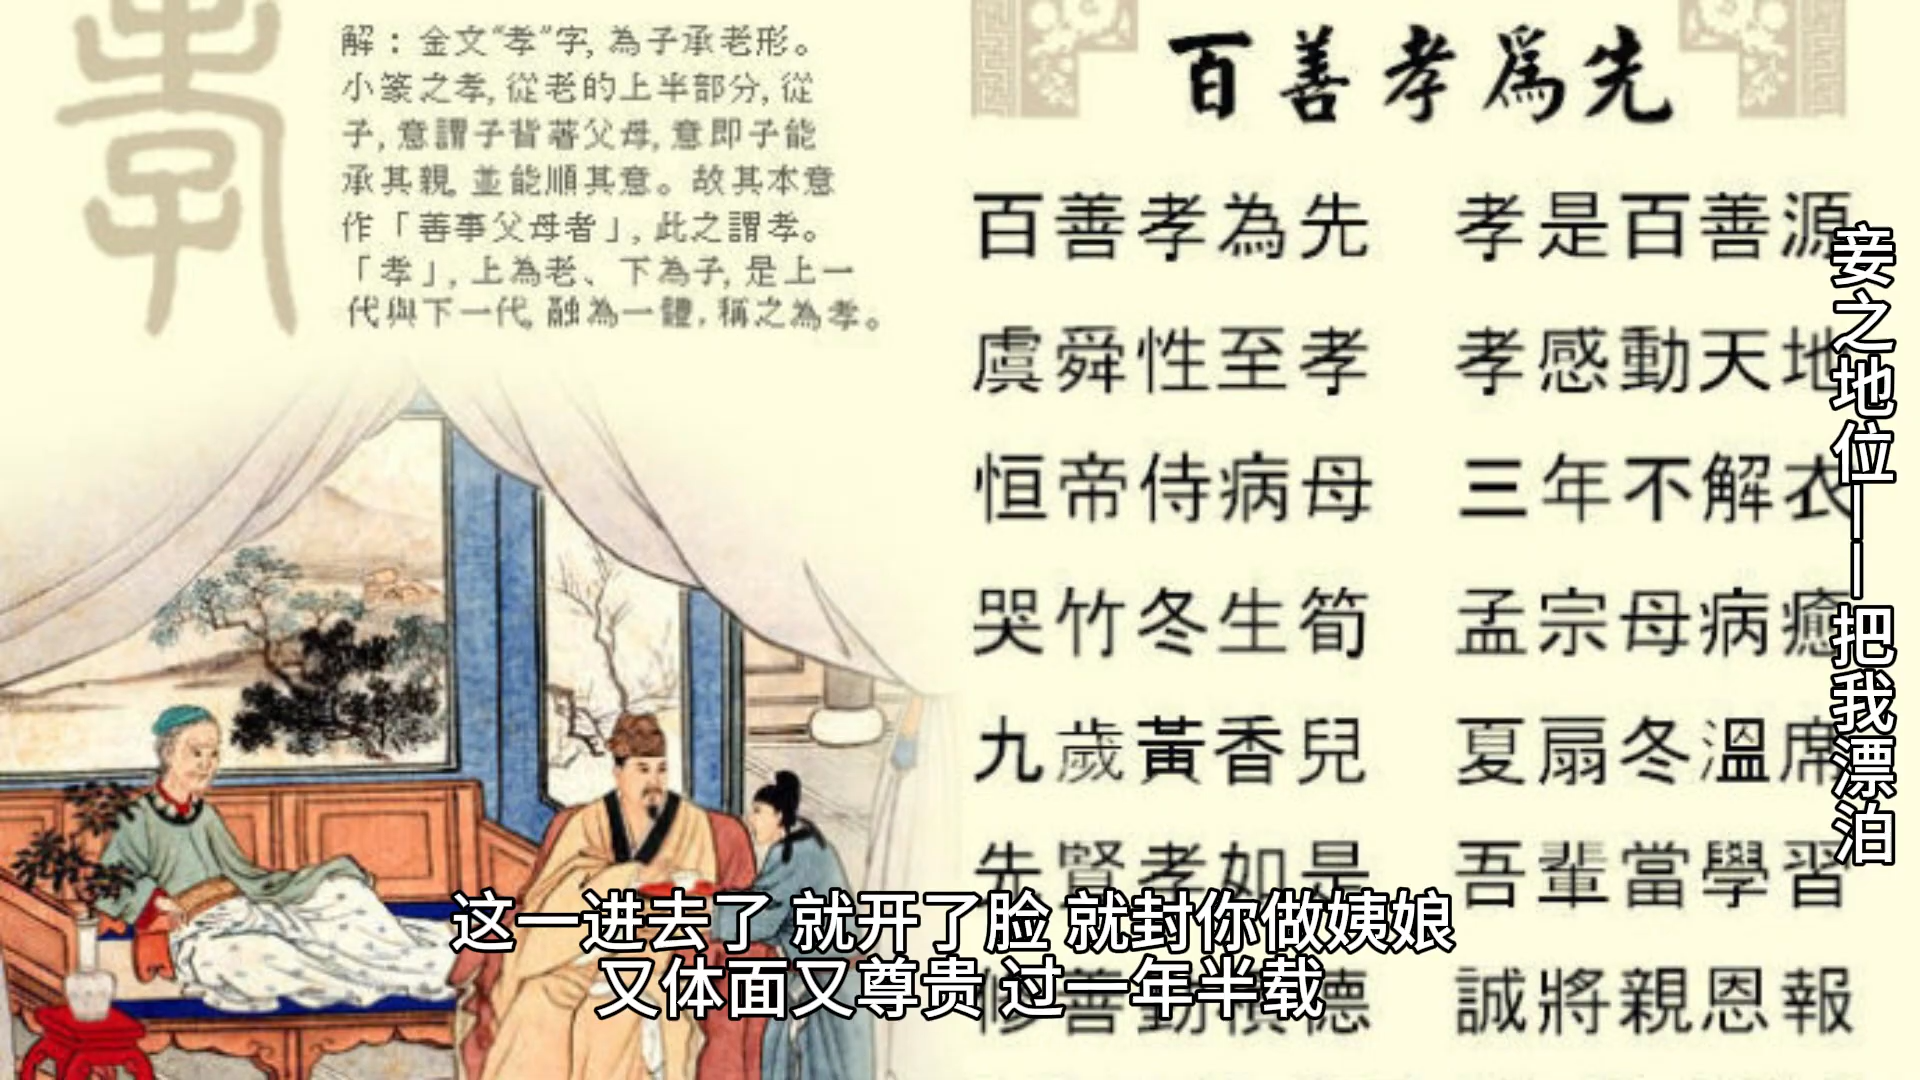 孝
解：金文“孝”字，為子承老形。
小篆之孝，從老的上半部分，從
子，意謂子背著父母，意即子能
承其親，並能順其意。故其本意
作「善事父母者」，此之謂孝。
「孝」，上為老、下為子，是上一
代與下一代，融為一體，稱之為孝。
百善孝為先
百善孝為先 孝是百善源
虞舜性至孝 孝感動天地
恒帝侍病母 三年不解衣
哭竹冬生筍 孟宗母病癒
九歲黃香兒 夏扇冬溫席
先賢孝如是 吾輩當學習
誠將親恩報
妾之地位——把我漂泊
这一进去了 就开了脸 就封你做姨娘
又体面又尊贵 过一年半载